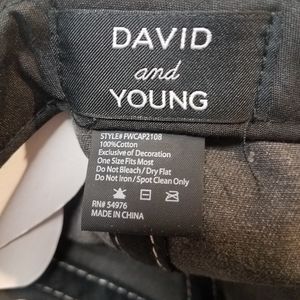 DAVID
and
YOUNG
STYLE# FWCAP2108
100%Cotton
Exclusive of Decoration
One Size Fits Most
Do Not Bleach / Dry Flat
Do Not Iron / Spot Clean Only
RN# 54976
MADE IN CHINA